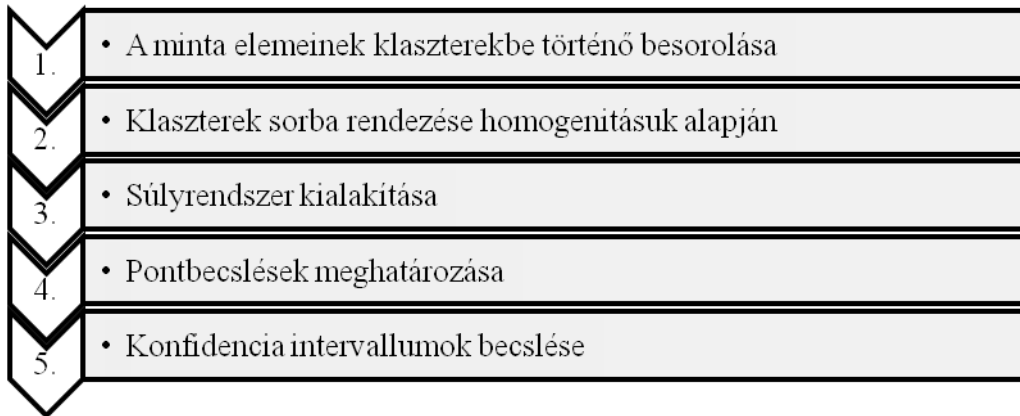 1. • A minta elemeinek klaszterekbe történő besorolása
2. • Klaszterek sorba rendezése homogenitásuk alapján
3. • Súlyrendszer kialakítása
4. • Pontbecslések meghatározása
5. • Konfidencia intervallumok becslése